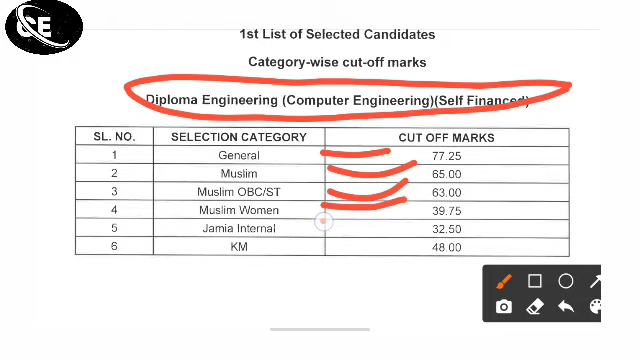 CE
1st List of Selected Candidates
Category-wise cut-off marks
Diploma Engineering (Computer Engineering)(Self Financed)
SL. NO. SELECTION CATEGORY CUT OFF MARKS
1 General 77.25
2 Muslim 65.00
3 Muslim OBC/ST 63.00
4 Muslim Women 39.75
5 Jamia Internal 32.50
6 KM 48.00